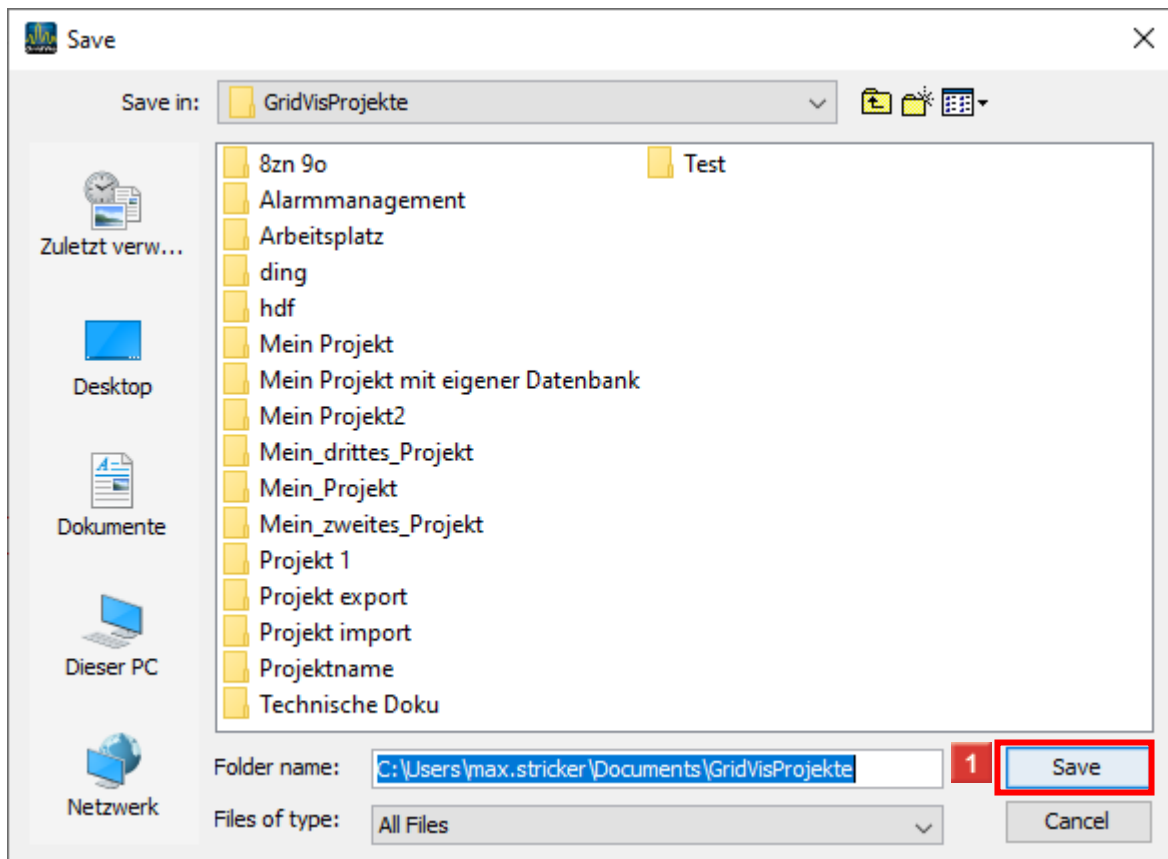 Save
Save in: GridVisProjekte
Zuletzt verw...
Desktop
Dokumente
Dieser PC
Netzwerk
8zn 9o
Alarmmanagement
Arbeitsplatz
ding
hdf
Mein Projekt
Mein Projekt mit eigener Datenbank
Mein Projekt2
Mein_drittes_Projekt
Mein_Projekt
Mein_zweites_Projekt
Projekt 1
Projekt export
Projekt import
Projektname
Technische Doku
Test
Folder name: C:\Users\max.stricker\Documents\GridVisProjekte
1 Save
Files of type: All Files
Cancel